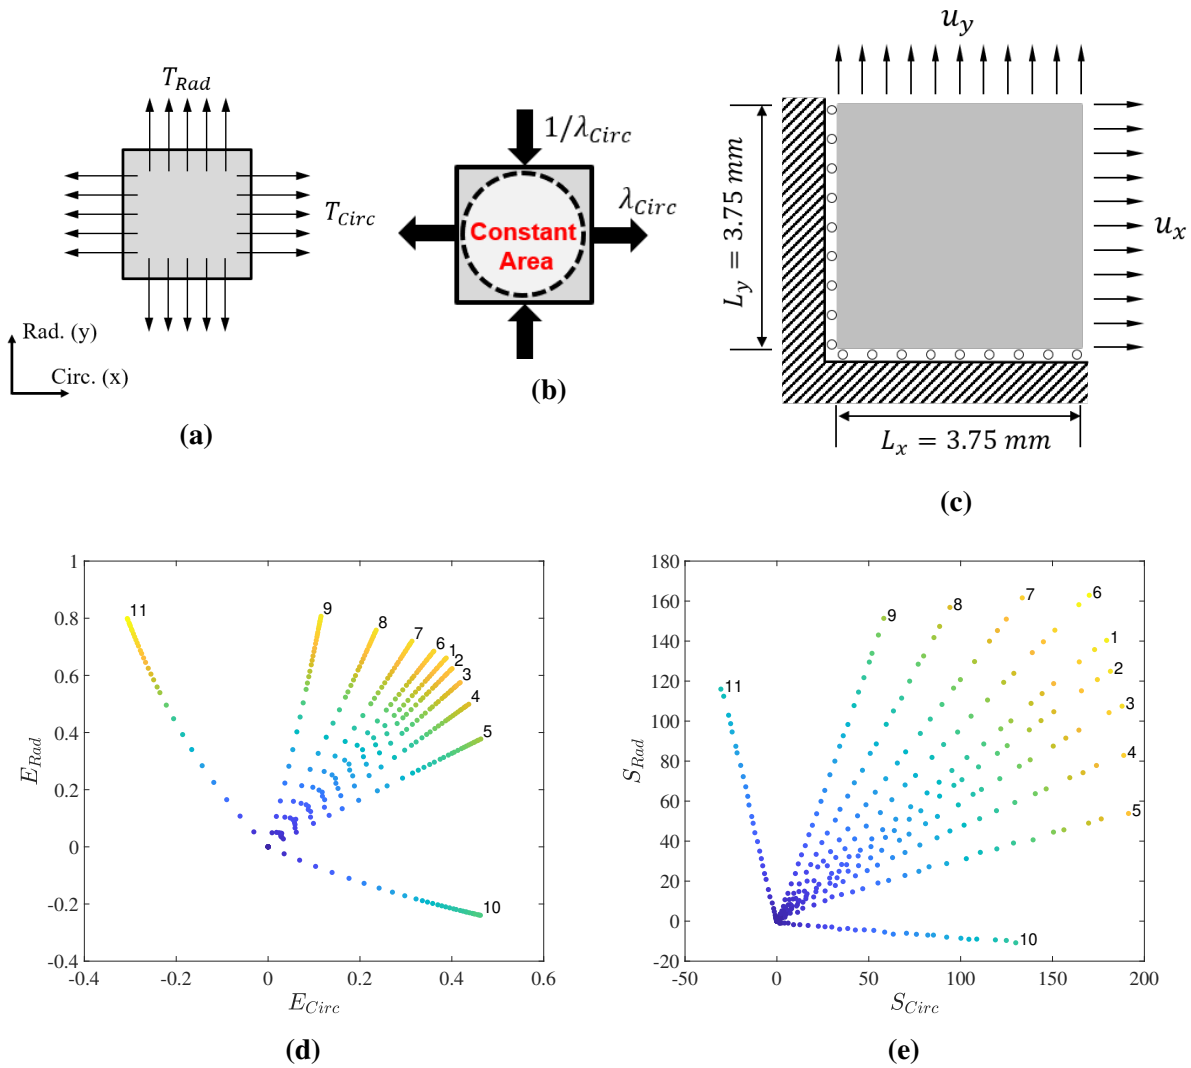 T_Rad
T_Circ
Rad. (y)
Circ. (x)
(a)
1/λ_Circ
λ_Circ
Constant
Area
(b)
u_y
u_x
L_y = 3.75 mm
L_x = 3.75 mm
(c)
1
0.8
0.6
0.4
0.2
0
-0.2
-0.4
E_Rad
11
9
8
7
6
1
2
3
4
5
10
-0.4
-0.2
0
0.2
0.4
0.6
E_Circ
(d)
180
160
140
120
100
80
60
40
20
0
-20
S_Rad
11
9
8
7
6
1
2
3
4
5
10
-50
0
50
100
150
200
S_Circ
(e)